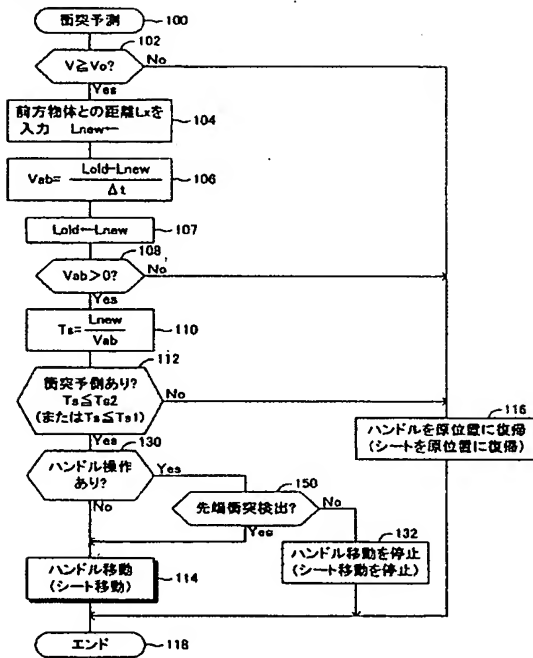 衝突予測
100
102
V≧Vo?
No
Yes
前方物体との距離Lxを
入力 Lnew←
104
Vab= Lold−Lnew
Δt
106
Lold←Lnew
107
108
Vab>0?
No
Yes
Ts= Lnew
Vab
110
112
衝突予測あり?
Ts≦Ts2
(またはTs≦Ts1)
No
Yes
116
ハンドルを原位置に復帰
(シートを原位置に復帰)
130
ハンドル操作
あり?
Yes
No
150
先端衝突検出?
No
Yes
132
ハンドル移動を停止
(シート移動を停止)
ハンドル移動
(シート移動)
114
エンド
118